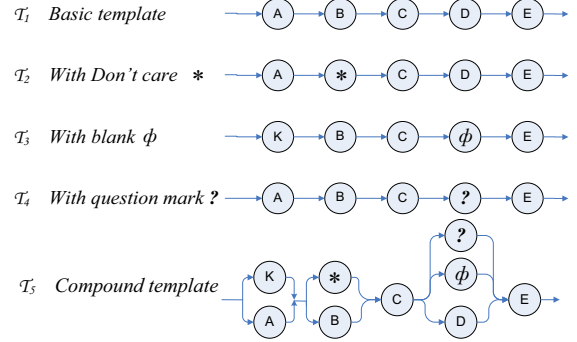 T₁ Basic template A B C D E
T₂ With Don't care * A * C D E
T₃ With blank ф K B C ф E
T₄ With question mark ? A B C ? E
?
K * ф
T₅ Compound template C E
A B D